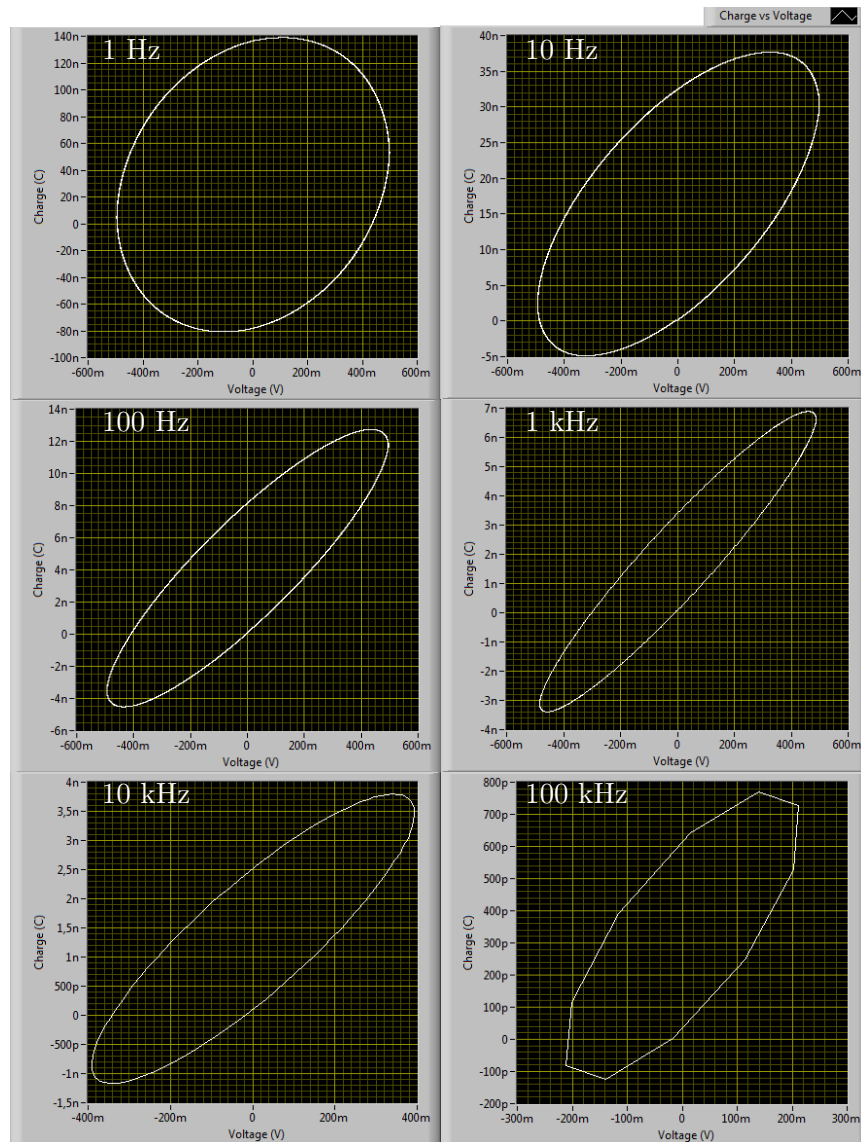 Charge vs Voltage
1 Hz
140n
120n
100n
80n
60n
40n
20n
0
-20n
-40n
-60n
-80n
-100n
Charge (C)
-600m -400m -200m 0 200m 400m 600m
Voltage (V)
10 Hz
40n
35n
30n
25n
20n
15n
10n
5n
0
-5n
Charge (C)
-600m -400m -200m 0 200m 400m 600m
Voltage (V)
100 Hz
14n
12n
10n
8n
6n
4n
2n
0
-2n
-4n
-6n
Charge (C)
-600m -400m -200m 0 200m 400m 600m
Voltage (V)
1 kHz
7n
6n
5n
4n
3n
2n
1n
0
-1n
-2n
-3n
-4n
Charge (C)
-600m -400m -200m 0 200m 400m 600m
Voltage (V)
10 kHz
4n
3,5n
3n
2,5n
2n
1,5n
1n
500p
0
-500p
-1n
-1,5n
Charge (C)
-400m -200m 0 200m 400m
Voltage (V)
100 kHz
800p
700p
600p
500p
400p
300p
200p
100p
0
-100p
-200p
Charge (C)
-300m -200m -100m 0 100m 200m 300m
Voltage (V)